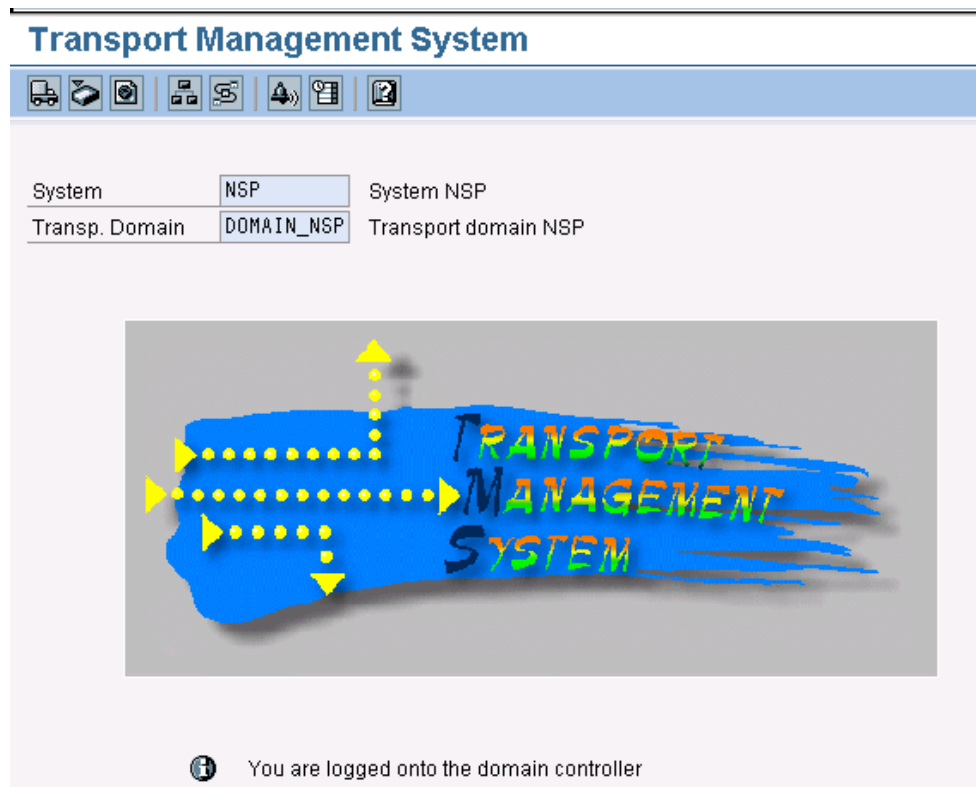 Transport Management System
System NSP System NSP
Transp. Domain DOMAIN_NSP Transport domain NSP
TRANSPORT
MANAGEMENT
SYSTEM
You are logged onto the domain controller